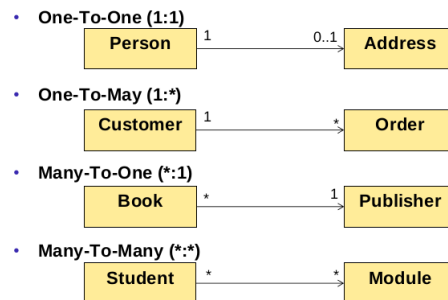 • One-To-One (1:1)
Person 1 0..1 Address
• One-To-May (1:*)
Customer 1 * Order
• Many-To-One (*:1)
Book * 1 Publisher
• Many-To-Many (*:*)
Student * * Module